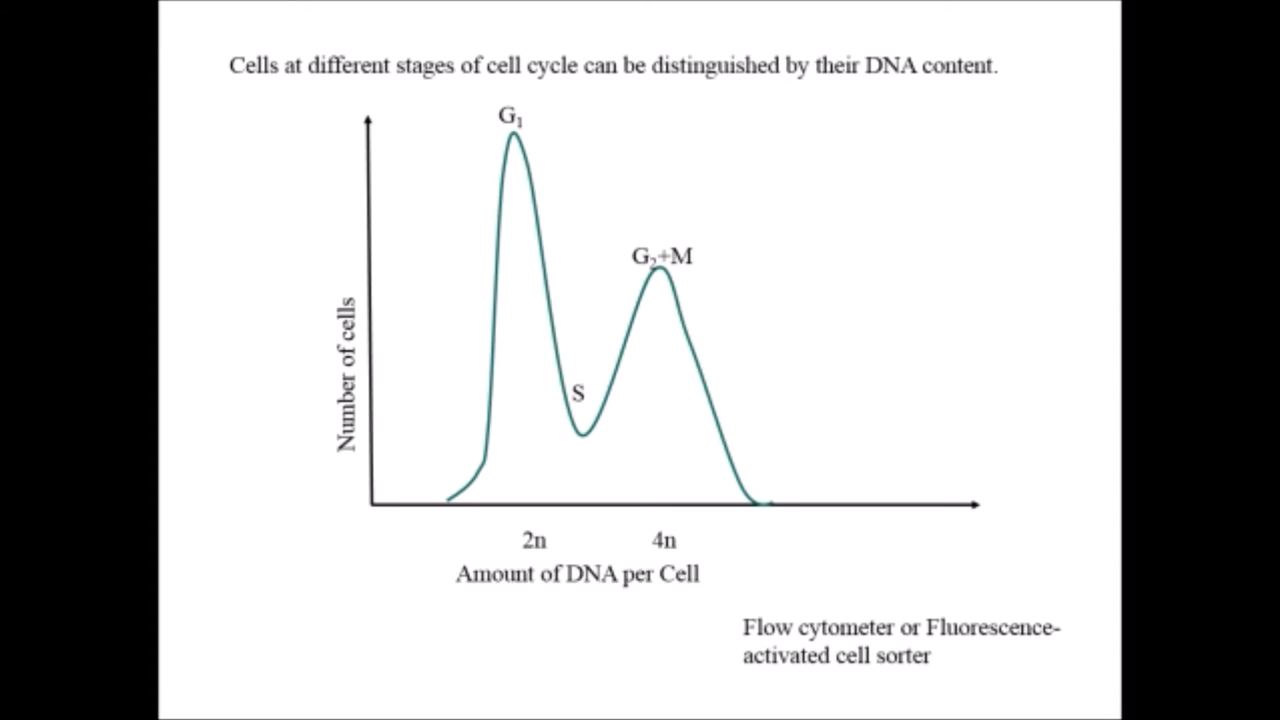 Cells at different stages of cell cycle can be distinguished by their DNA content.
G₁
G₂+M
S
Number of cells
2n 4n
Amount of DNA per Cell
Flow cytometer or Fluorescence-
activated cell sorter